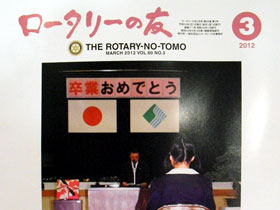 ロータリーの友
3
2012
THE ROTARY-NO-TOMO
MARCH 2012 VOL.60 NO.3
卒業おめでとう